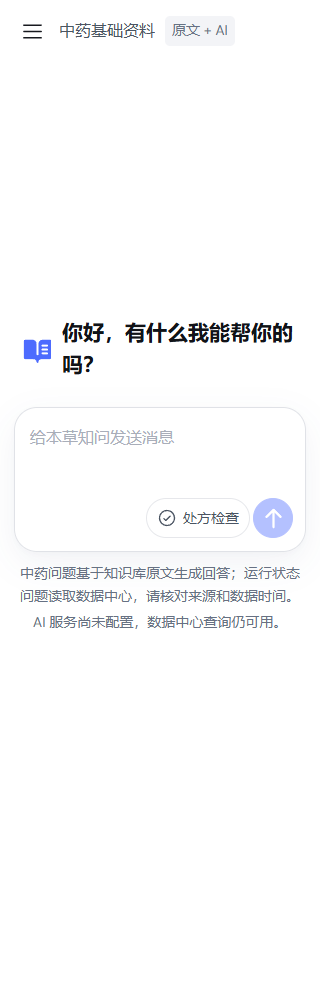 中药基础资料 原文 + AI
你好，有什么我能帮你的
吗？
给本草知问发送消息
处方检查
中药问题基于知识库原文生成回答；运行状态
问题读取数据中心，请核对来源和数据时间。
AI 服务尚未配置，数据中心查询仍可用。